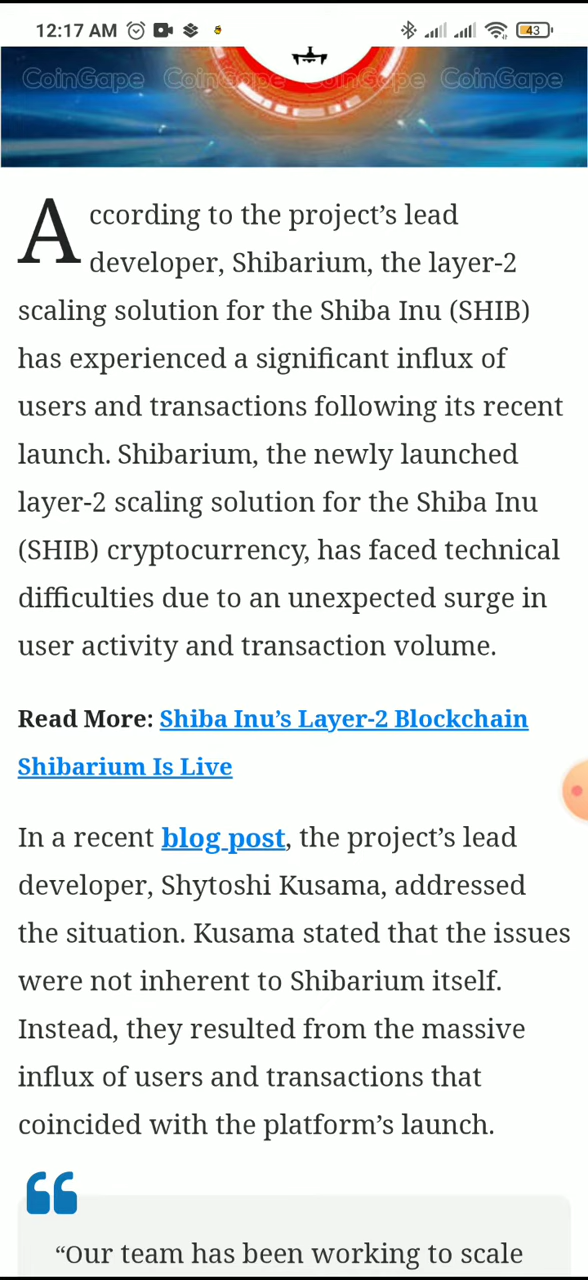 12:17 AM
43
CoinGape CoinGape CoinGape CoinGape
According to the project's lead
developer, Shibarium, the layer-2
scaling solution for the Shiba Inu (SHIB)
has experienced a significant influx of
users and transactions following its recent
launch. Shibarium, the newly launched
layer-2 scaling solution for the Shiba Inu
(SHIB) cryptocurrency, has faced technical
difficulties due to an unexpected surge in
user activity and transaction volume.
Read More: Shiba Inu's Layer-2 Blockchain
Shibarium Is Live
In a recent blog post, the project's lead
developer, Shytoshi Kusama, addressed
the situation. Kusama stated that the issues
were not inherent to Shibarium itself.
Instead, they resulted from the massive
influx of users and transactions that
coincided with the platform's launch.
“Our team has been working to scale